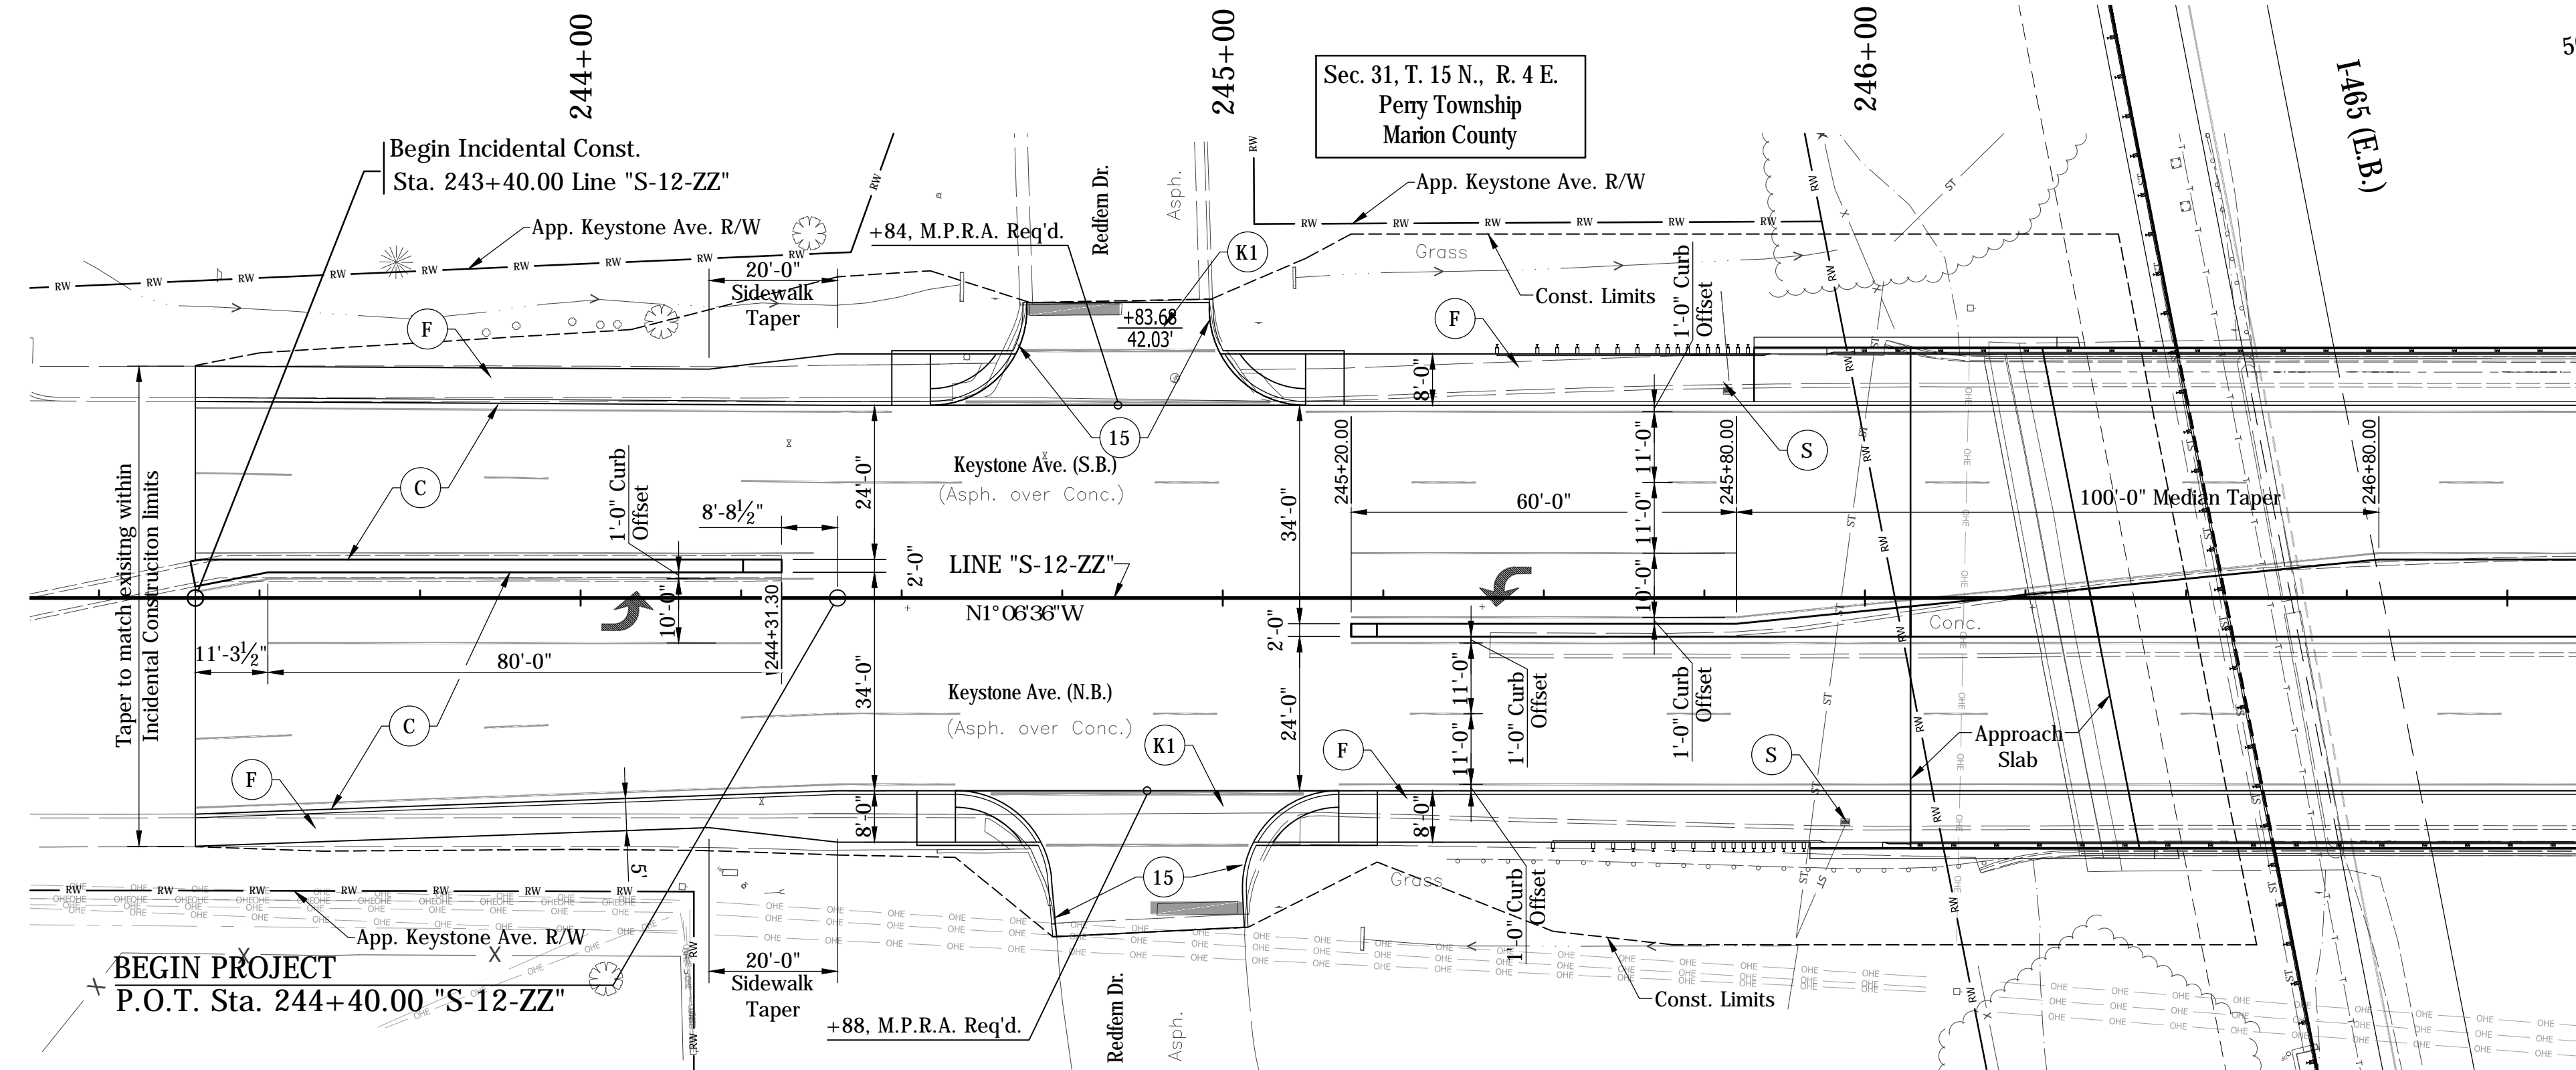 244+00
245+00
246+00
I-465 (E.B.)
Sec. 31, T. 15 N., R. 4 E.
Perry Township
Marion County
Begin Incidental Const.
Sta. 243+40.00 Line "S-12-ZZ"
App. Keystone Ave. R/W
+84, M.P.R.A. Req'd.
Redfern Dr.
Asph.
K1
App. Keystone Ave. R/W
Grass
Const. Limits
20'-0"
Sidewalk
Taper
+83.68
42.03'
F
F
1'-0" Curb
Offset
8'-0"
15
S
C
Keystone Ave. (S.B.)
(Asph. over Conc.)
24'-0"
34'-0"
11'-0"
11'-0"
10'-0"
245+20.00
60'-0"
245+80.00
100'-0" Median Taper
246+80.00
1'-0" Curb
Offset
8'-8½"
2'-0"
LINE "S-12-ZZ"
N1°06'36"W
Taper to match exisitng within
Incidental Construciton limits
10'-0"
11'-3½"
80'-0"
244+31.30
34'-0"
2'-0"
Conc.
Keystone Ave. (N.B.)
(Asph. over Conc.)
24'-0"
11'-0"
11'-0"
1'-0" Curb
Offset
1'-0" Curb
Offset
C
K1
F
F
S
Approach
Slab
8'-0"
8'-0"
5'
15
Grass
1'-0" Curb
Offset
App. Keystone Ave. R/W
BEGIN PROJECT
P.O.T. Sta. 244+40.00 "S-12-ZZ"
20'-0"
Sidewalk
Taper
+88, M.P.R.A. Req'd.
Redfern Dr.
Asph.
Const. Limits
RW
OHE
ST
T
X